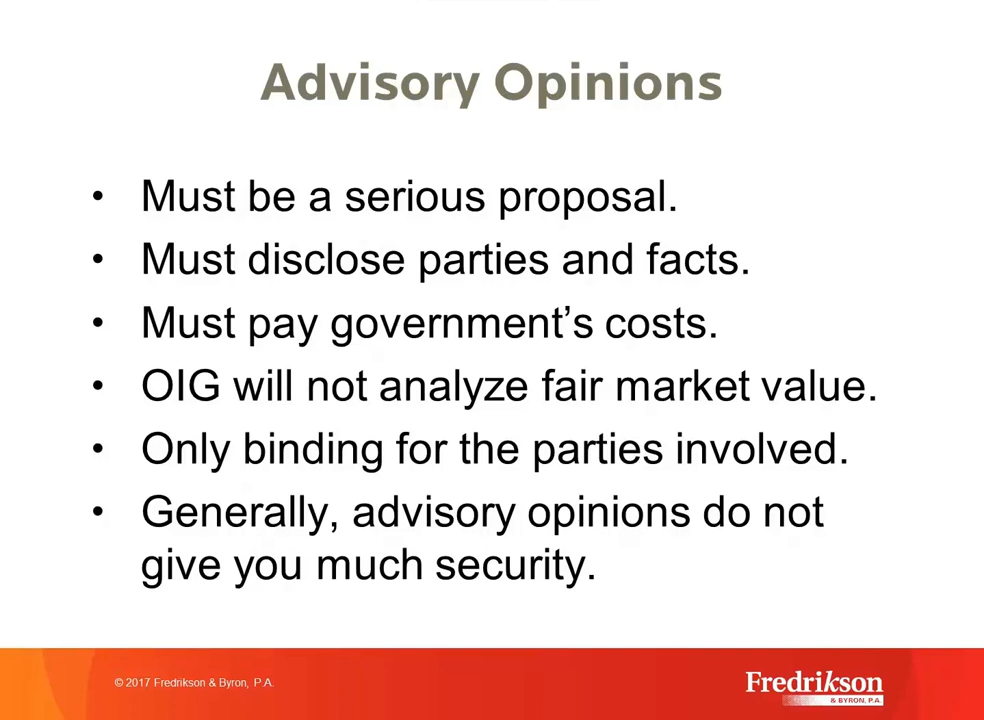 Advisory Opinions
• Must be a serious proposal.
• Must disclose parties and facts.
• Must pay government’s costs.
• OIG will not analyze fair market value.
• Only binding for the parties involved.
• Generally, advisory opinions do not
give you much security.
© 2017 Fredrikson & Byron, P.A.
Fredrikson
& BYRON, P.A.